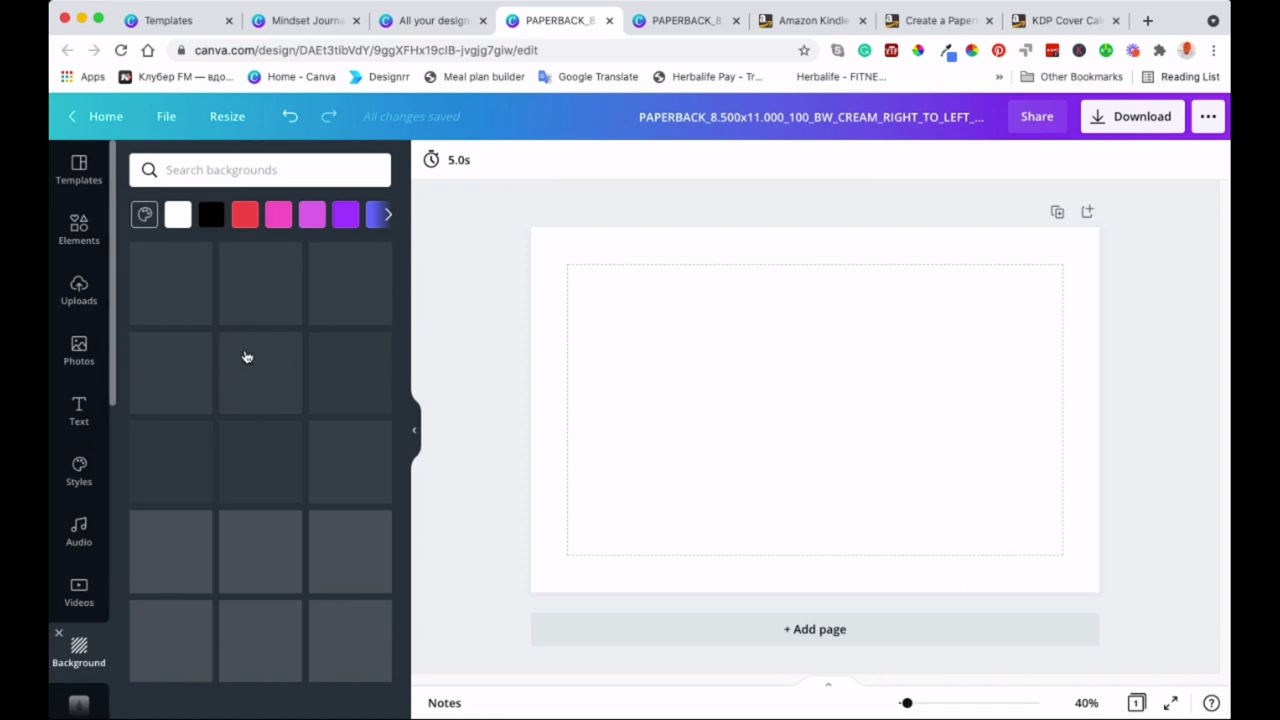 Templates
Mindset Journa
All your design
PAPERBACK_8
PAPERBACK_8
Amazon Kindle
Create a Paper
KDP Cover Cal
canva.com/design/DAEt3tibVdY/9ggXFHx19cIB-jvgjg7giw/edit
Apps
Клубер FM — вдо...
Home - Canva
Designrr
Meal plan builder
Google Translate
Herbalife Pay - Tr...
Herbalife - FITNE...
»
Other Bookmarks
Reading List
Home
File
Resize
All changes saved
PAPERBACK_8.500x11.000_100_BW_CREAM_RIGHT_TO_LEFT_...
Share
Download
Templates
Elements
Uploads
Photos
Text
Styles
Audio
Videos
Background
Search backgrounds
5.0s
+ Add page
Notes
40%
1
?